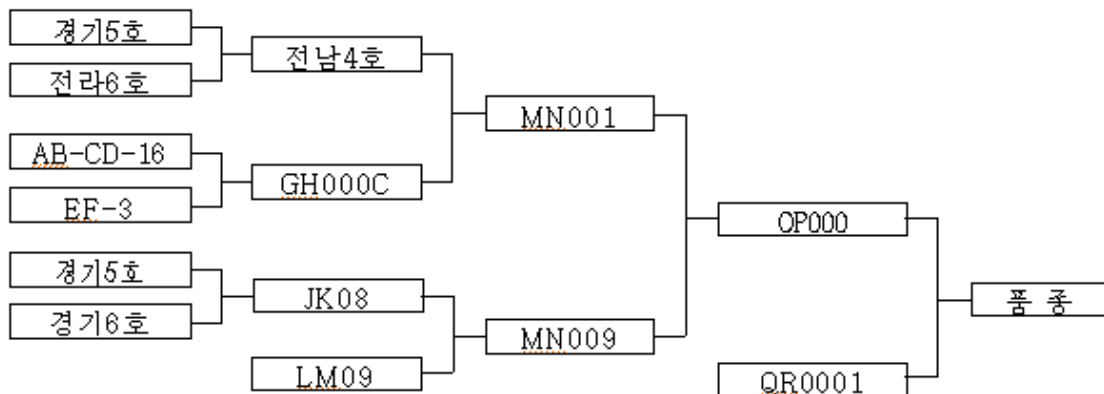 경기5호
전라6호
전남4호
MN001
AB-CD-16
EF-3
GH000C
OP000
경기5호
경기6호
JK08
MN009
LM09
QR0001
품 종